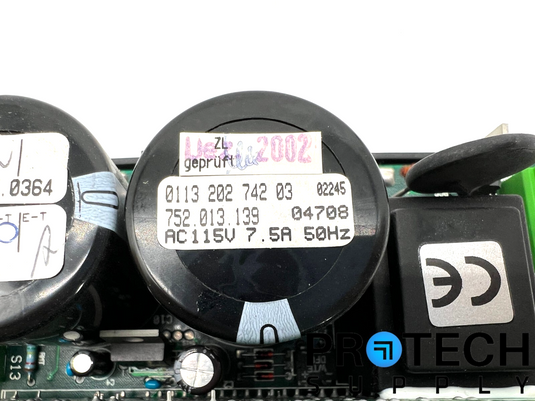 ZL
geprüft
2002
0113 202 742 03 02245
752.013.139 04708
AC115V 7.5A 50Hz
.0364
E-T
CE
S13
PROTECH
SUPPLY